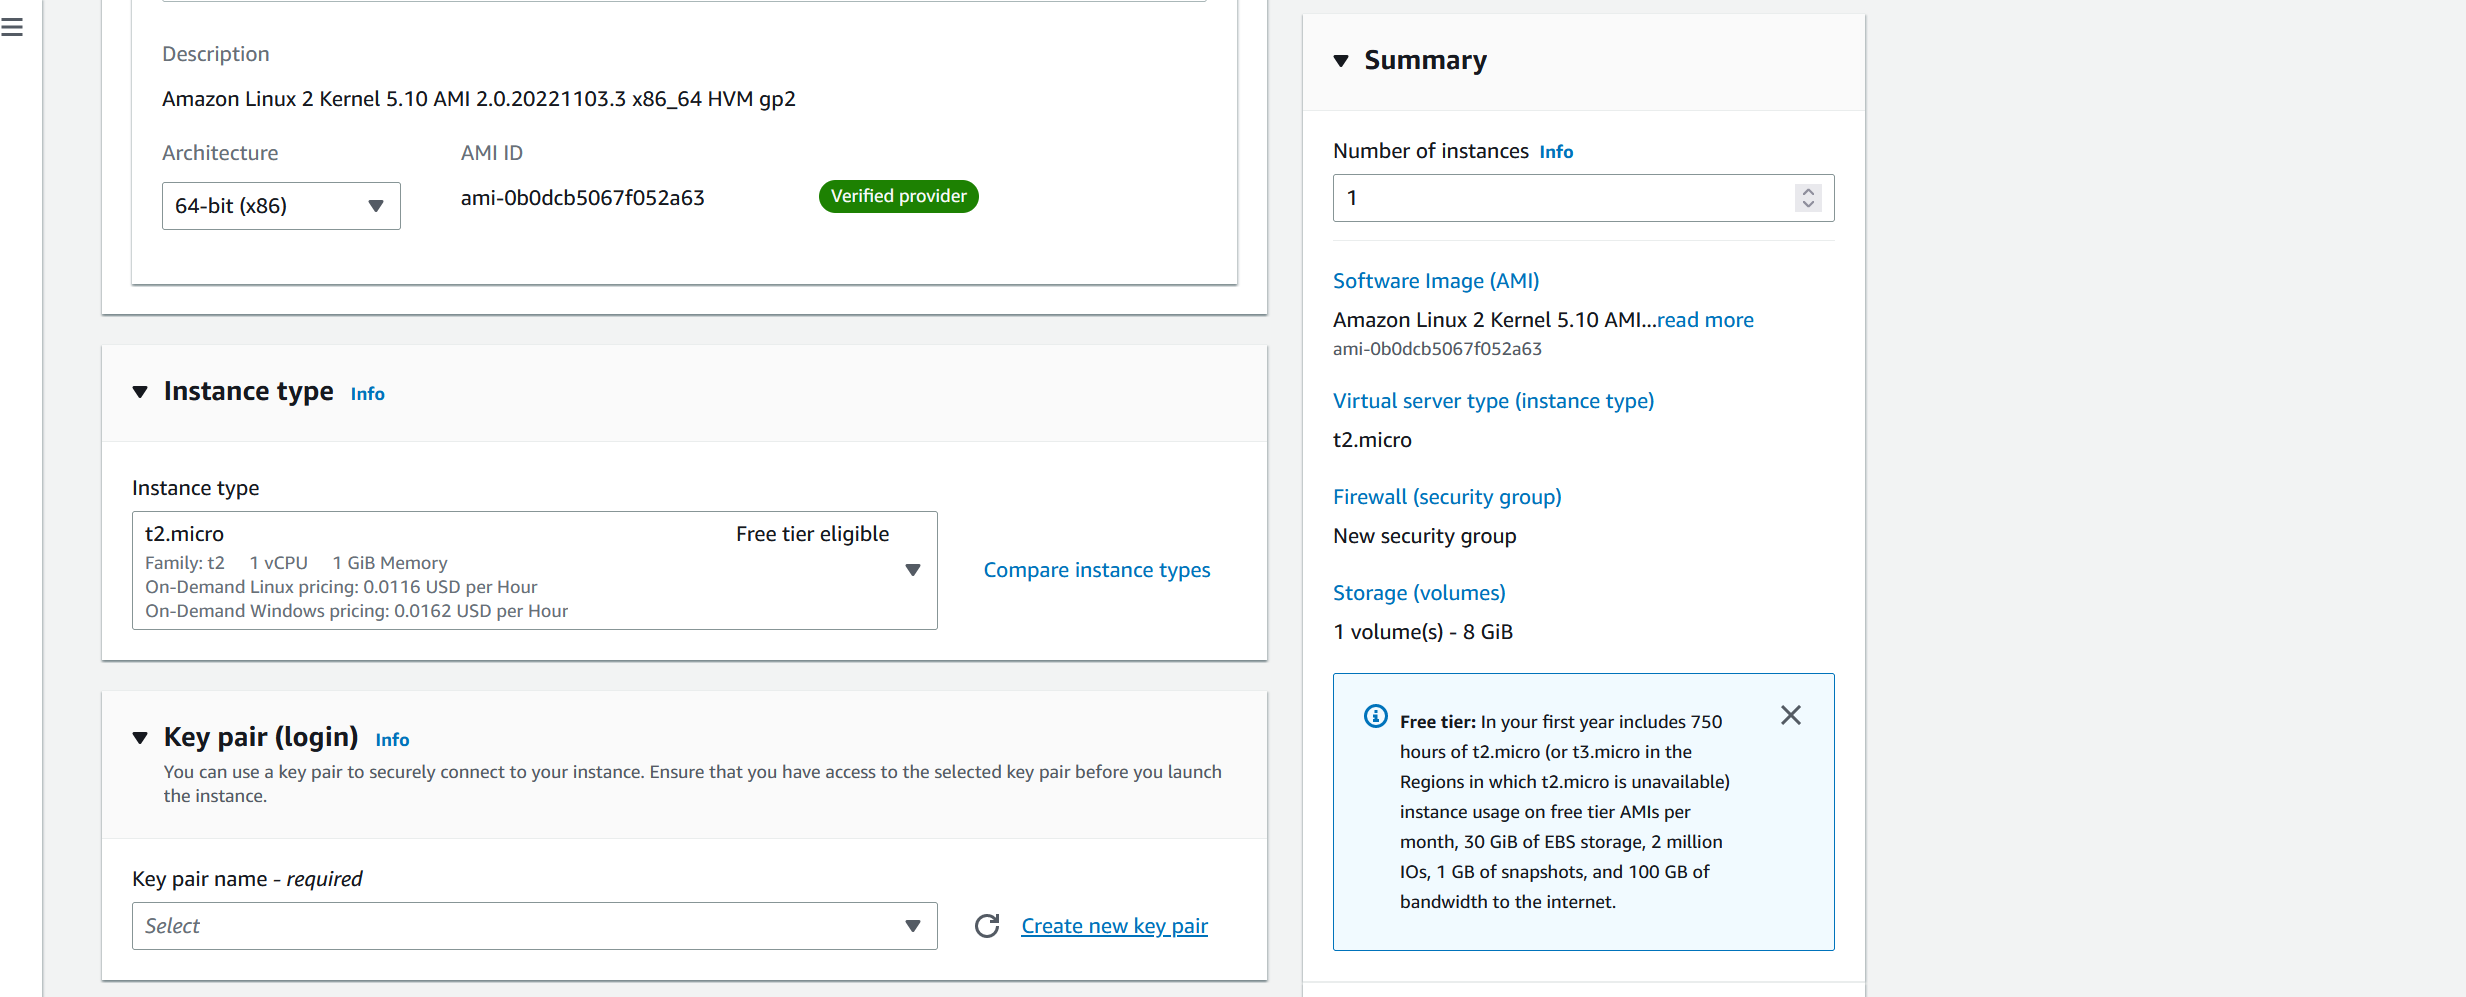 Description
Amazon Linux 2 Kernel 5.10 AMI 2.0.20221103.3 x86_64 HVM gp2
Architecture
AMI ID
64-bit (x86)
ami-0b0dcb5067f052a63
Verified provider
Instance type Info
Instance type
t2.micro
Free tier eligible
Family: t2 1 vCPU 1 GiB Memory
On-Demand Linux pricing: 0.0116 USD per Hour
On-Demand Windows pricing: 0.0162 USD per Hour
Compare instance types
Key pair (login) Info
You can use a key pair to securely connect to your instance. Ensure that you have access to the selected key pair before you launch
the instance.
Key pair name - required
Select
Create new key pair
Summary
Number of instances Info
1
Software Image (AMI)
Amazon Linux 2 Kernel 5.10 AMI...read more
ami-0b0dcb5067f052a63
Virtual server type (instance type)
t2.micro
Firewall (security group)
New security group
Storage (volumes)
1 volume(s) - 8 GiB
Free tier: In your first year includes 750
hours of t2.micro (or t3.micro in the
Regions in which t2.micro is unavailable)
instance usage on free tier AMIs per
month, 30 GiB of EBS storage, 2 million
IOs, 1 GB of snapshots, and 100 GB of
bandwidth to the internet.